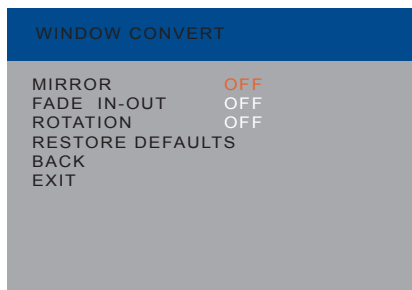 WINDOW CONVERT
MIRROR OFF
FADE IN-OUT OFF
ROTATION OFF
RESTORE DEFAULTS
BACK
EXIT